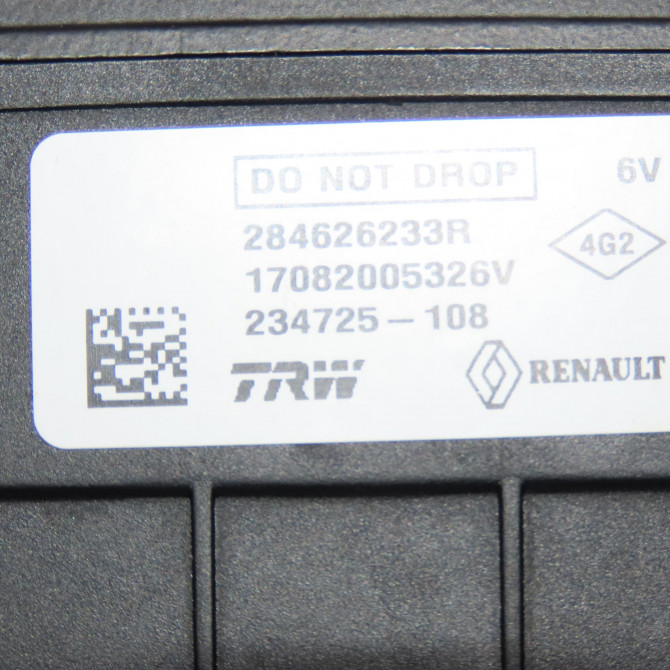 DO NOT DROP 6V
284626233R 4G2
17082005326V
234725-108
TRW RENAULT